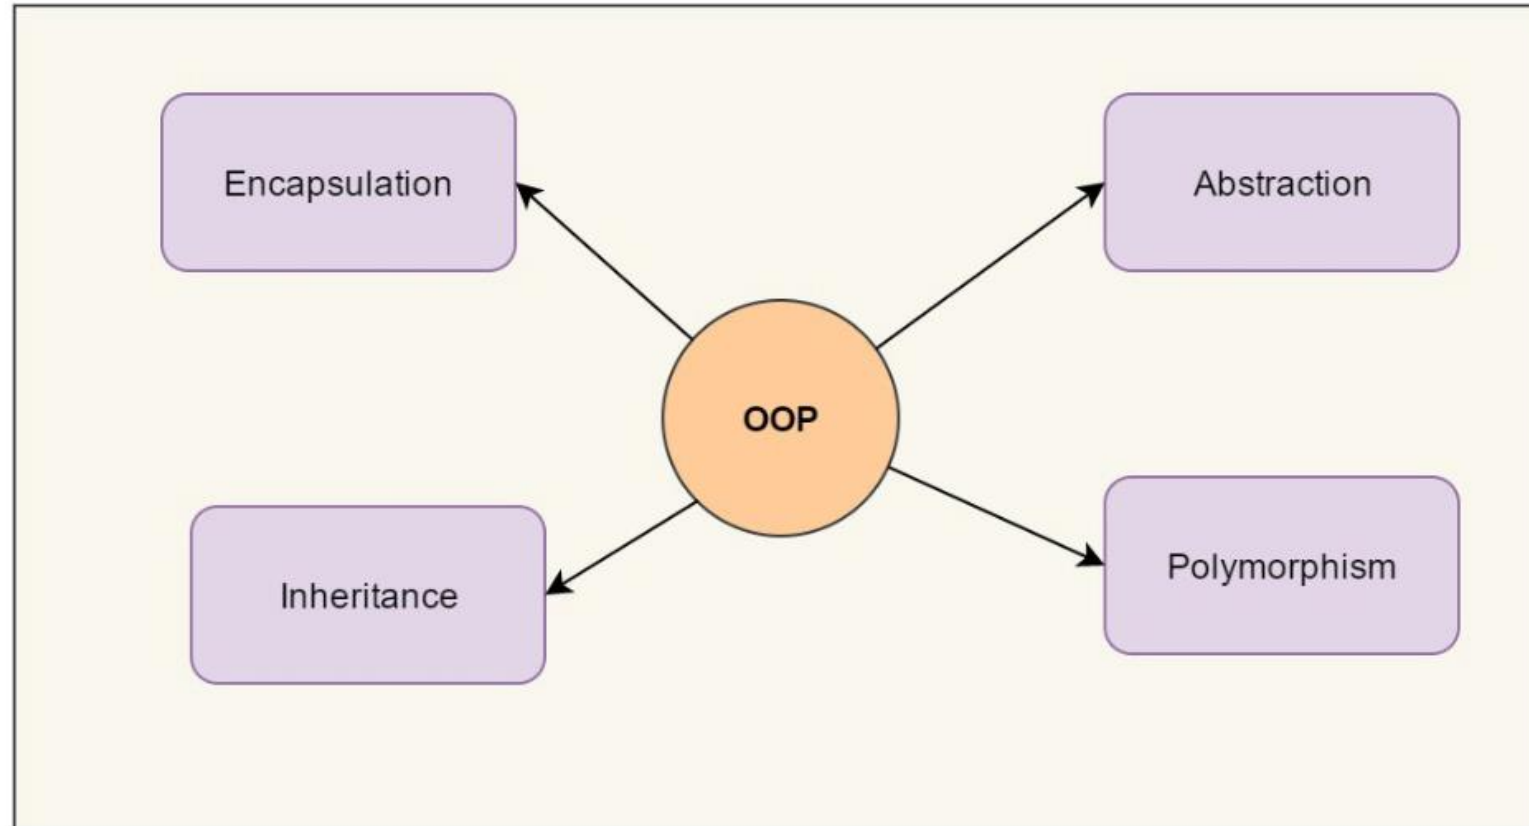 Encapsulation
Abstraction
OOP
Inheritance
Polymorphism